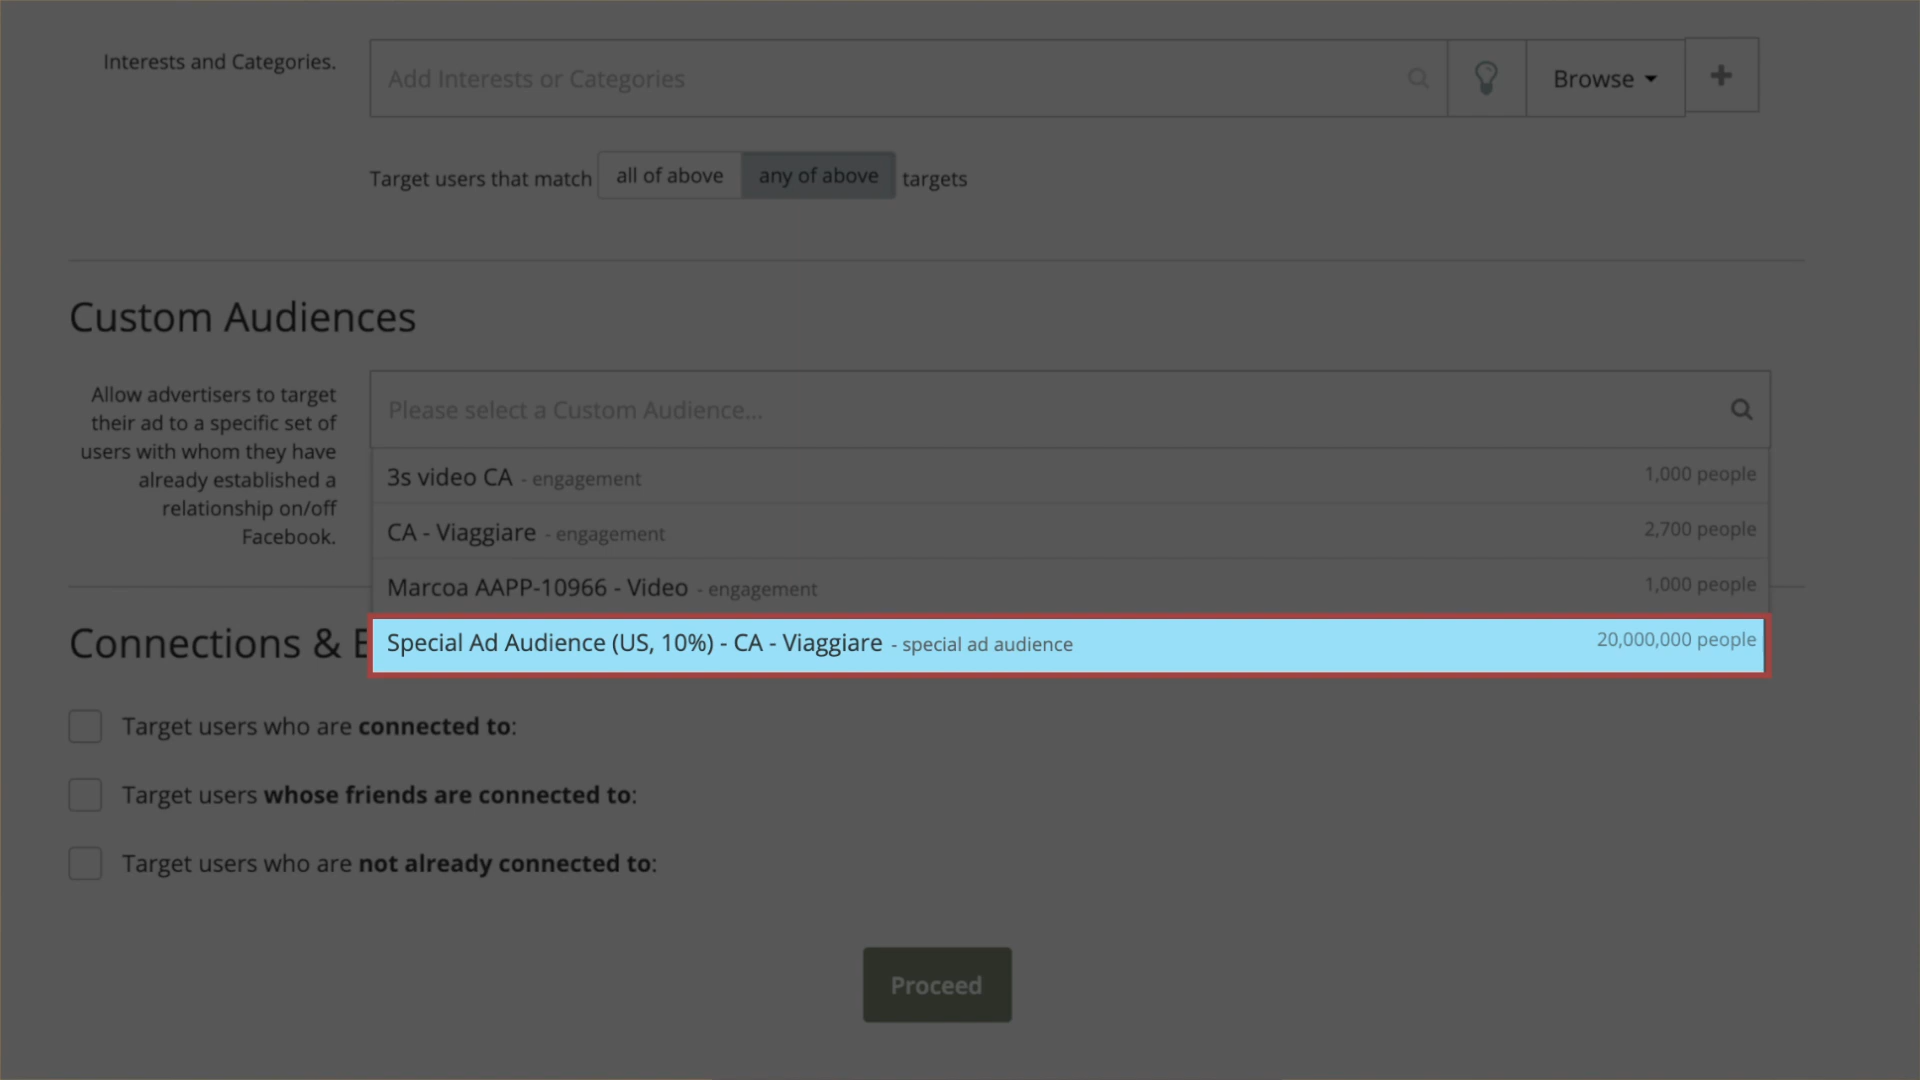 Interests and Categories.
Add Interests or Categories
Browse
Target users that match all of above any of above targets
Custom Audiences
Allow advertisers to target
their ad to a specific set of
users with whom they have
already established a
relationship on/off
Facebook.
Please select a Custom Audience...
3s video CA - engagement 1,000 people
CA - Viaggiare - engagement 2,700 people
Marcoa AAPP-10966 - Video - engagement 1,000 people
Special Ad Audience (US, 10%) - CA - Viaggiare - special ad audience 20,000,000 people
Connections &
Target users who are connected to:
Target users whose friends are connected to:
Target users who are not already connected to:
Proceed